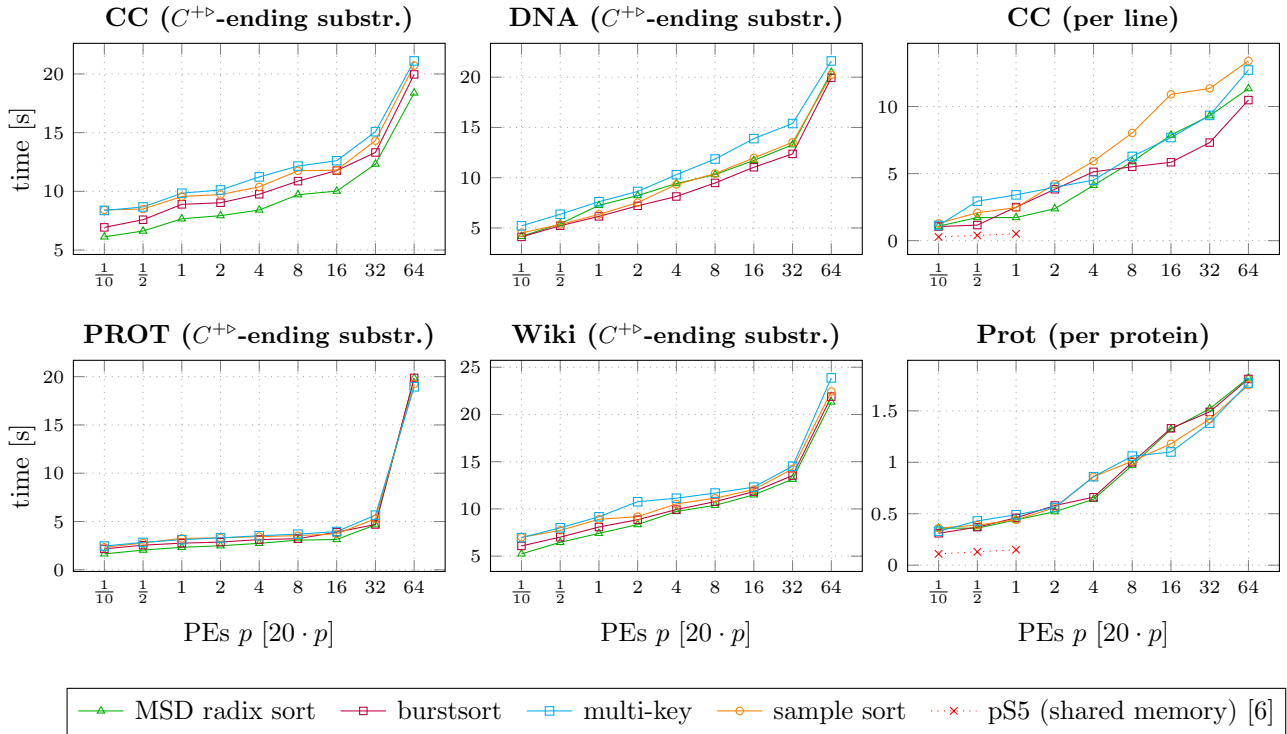 CC (C⁺▹-ending substr.)
DNA (C⁺▹-ending substr.)
CC (per line)
time [s]
20
15
10
5
1/10 1/2 1 2 4 8 16 32 64
20
15
10
5
1/10 1/2 1 2 4 8 16 32 64
10
5
0
1/10 1/2 1 2 4 8 16 32 64
PROT (C⁺▹-ending substr.)
Wiki (C⁺▹-ending substr.)
Prot (per protein)
time [s]
20
15
10
5
0
1/10 1/2 1 2 4 8 16 32 64
25
20
15
10
5
1/10 1/2 1 2 4 8 16 32 64
1.5
1
0.5
0
1/10 1/2 1 2 4 8 16 32 64
PEs p [20 · p]
PEs p [20 · p]
PEs p [20 · p]
MSD radix sort burstsort multi-key sample sort pS5 (shared memory) [6]